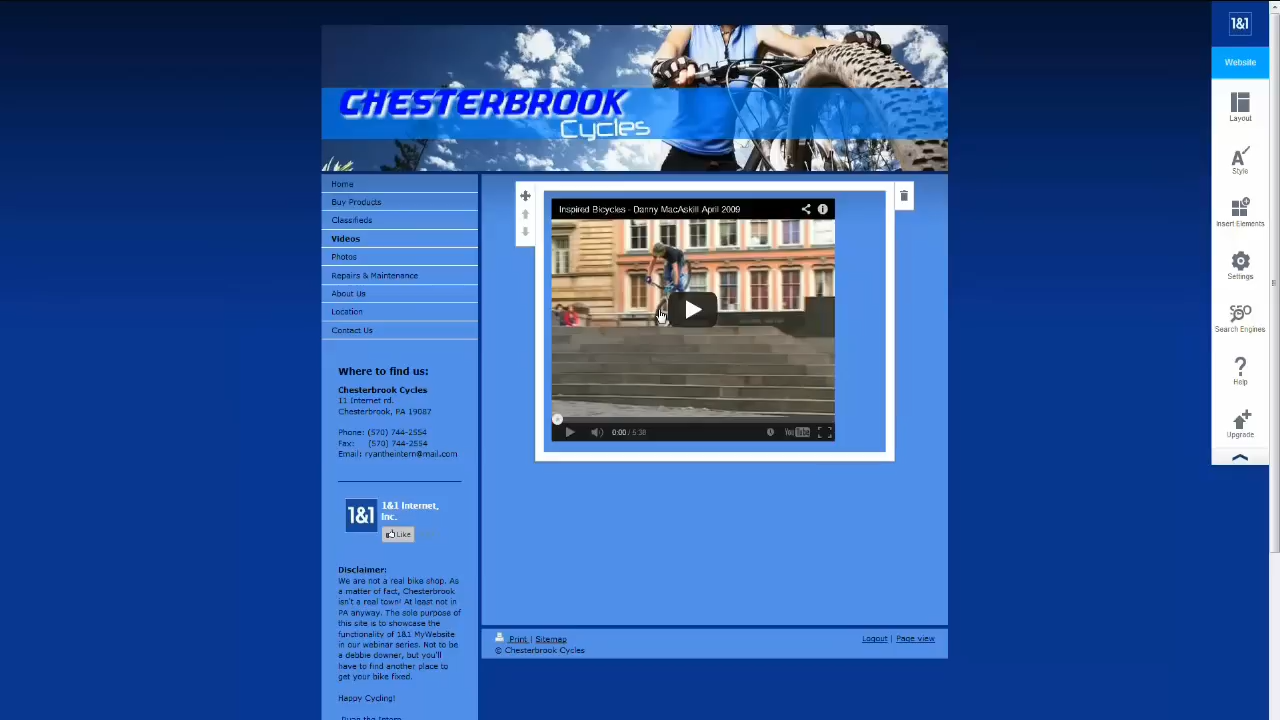 CHESTERBROOK
Cycles
Home
Buy Products
Classifieds
Videos
Photos
Repairs & Maintenance
About Us
Location
Contact Us
Where to find us:
Chesterbrook Cycles
11 Internet rd.
Chesterbrook, PA 19087
Phone: (570) 744-2554
Fax: (570) 744-2554
Email: ryantheintern@mail.com
1&1
1&1 Internet,
Inc.
Like
Disclaimer:
We are not a real bike shop. As
a matter of fact, Chesterbrook
isn't a real town! At least not in
PA anyway. The sole purpose of
this site is to showcase the
functionality of 1&1 MyWebsite
in our webinar series. Not to be
a debbie downer, but you'll
have to find another place to
get your bike fixed.
Happy Cycling!
Ryan the Intern
Inspired Bicycles - Danny MacAskill April 2009
0:00 / 5:38
YouTube
Print | Sitemap
© Chesterbrook Cycles
Logout | Page view
1&1
Website
Layout
Style
Insert Elements
Settings
SEO
Search Engines
Help
Upgrade